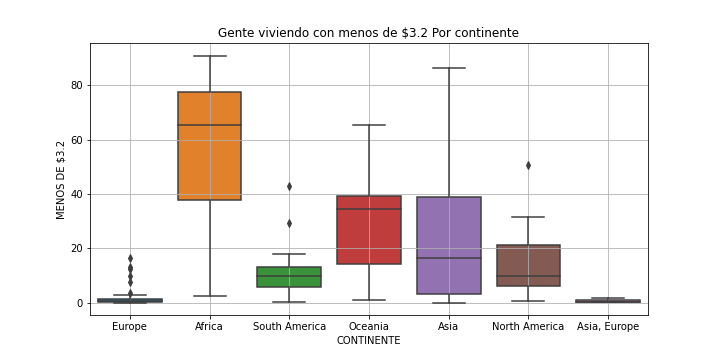 Gente viviendo con menos de $3.2 Por continente
MENOS DE $3.2
80
60
40
20
0
Europe Africa South America Oceania Asia North America Asia, Europe
CONTINENTE